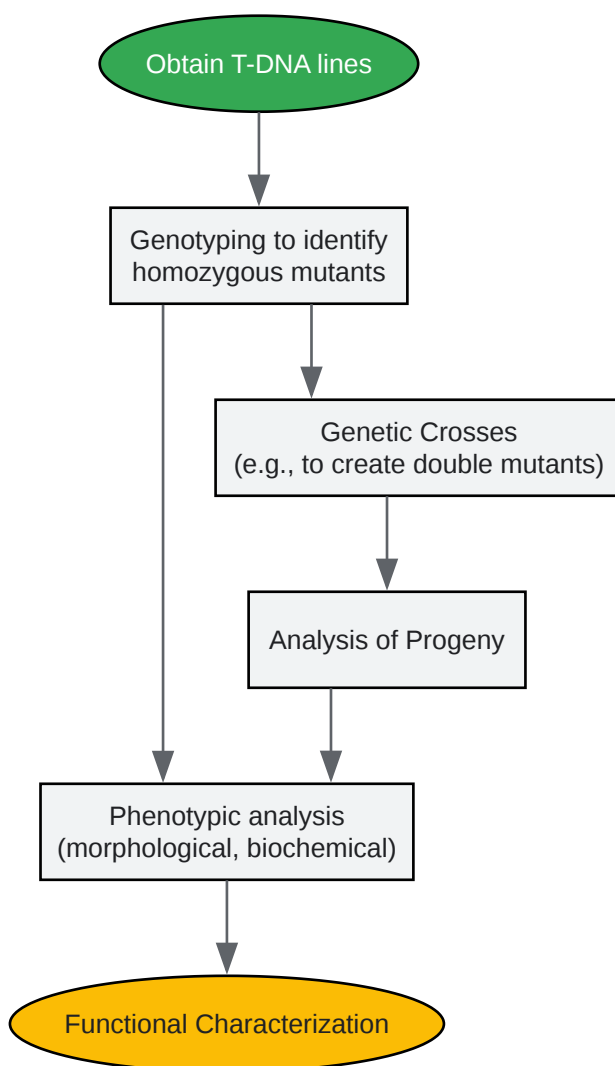 Obtain T-DNA lines
Genotyping to identify
homozygous mutants
Genetic Crosses
(e.g., to create double mutants)
Analysis of Progeny
Phenotypic analysis
(morphological, biochemical)
Functional Characterization